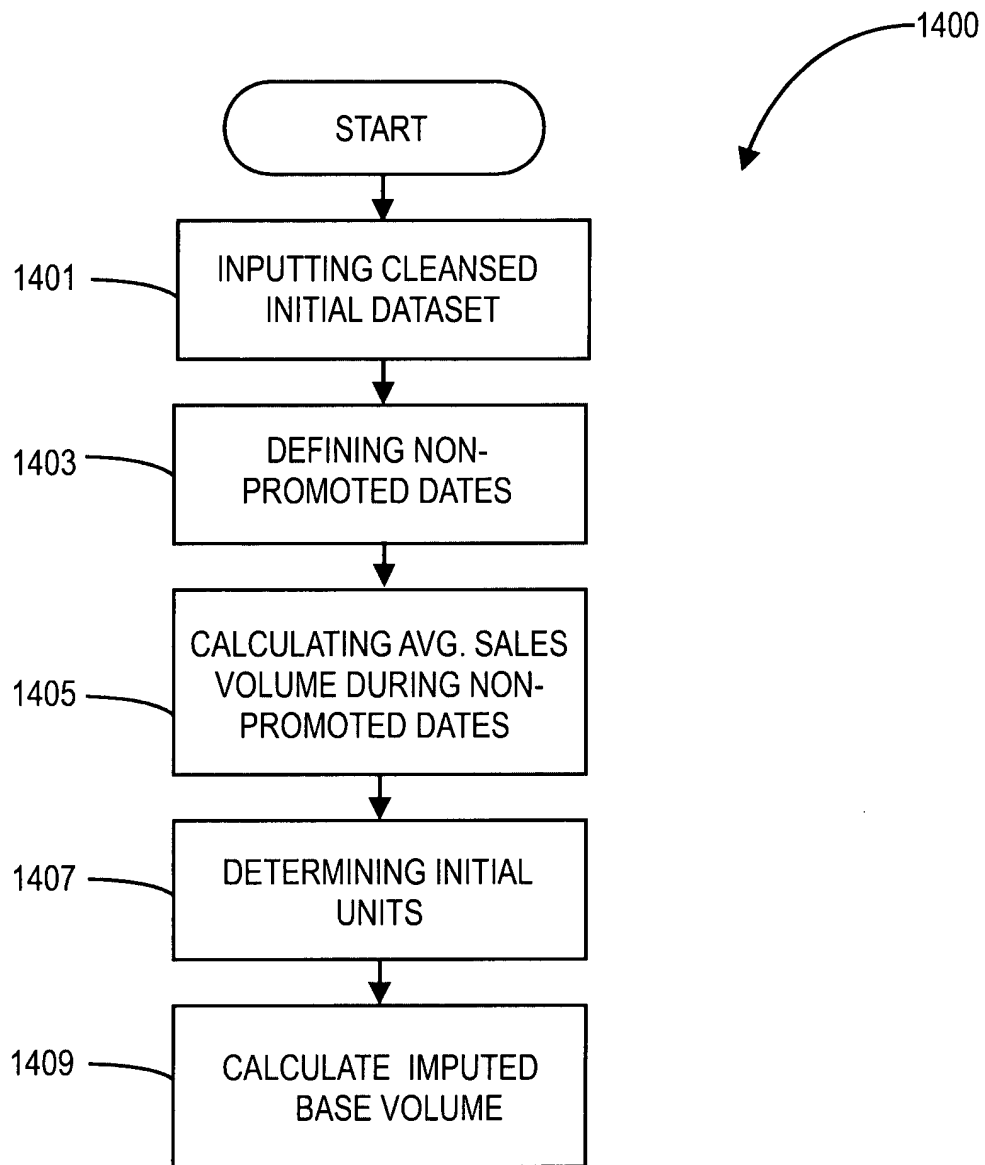 1400
START
1401
INPUTTING CLEANSED
INITIAL DATASET
1403
DEFINING NON-
PROMOTED DATES
1405
CALCULATING AVG. SALES
VOLUME DURING NON-
PROMOTED DATES
1407
DETERMINING INITIAL
UNITS
1409
CALCULATE IMPUTED
BASE VOLUME